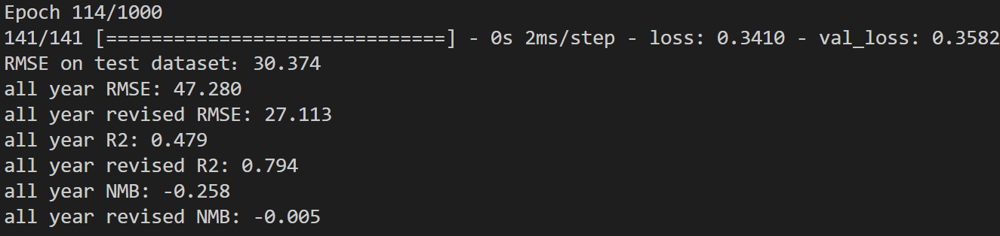 Epoch 114/1000
141/141 [==============================] - 0s 2ms/step - loss: 0.3410 - val_loss: 0.3582
RMSE on test dataset: 30.374
all year RMSE: 47.280
all year revised RMSE: 27.113
all year R2: 0.479
all year revised R2: 0.794
all year NMB: -0.258
all year revised NMB: -0.005